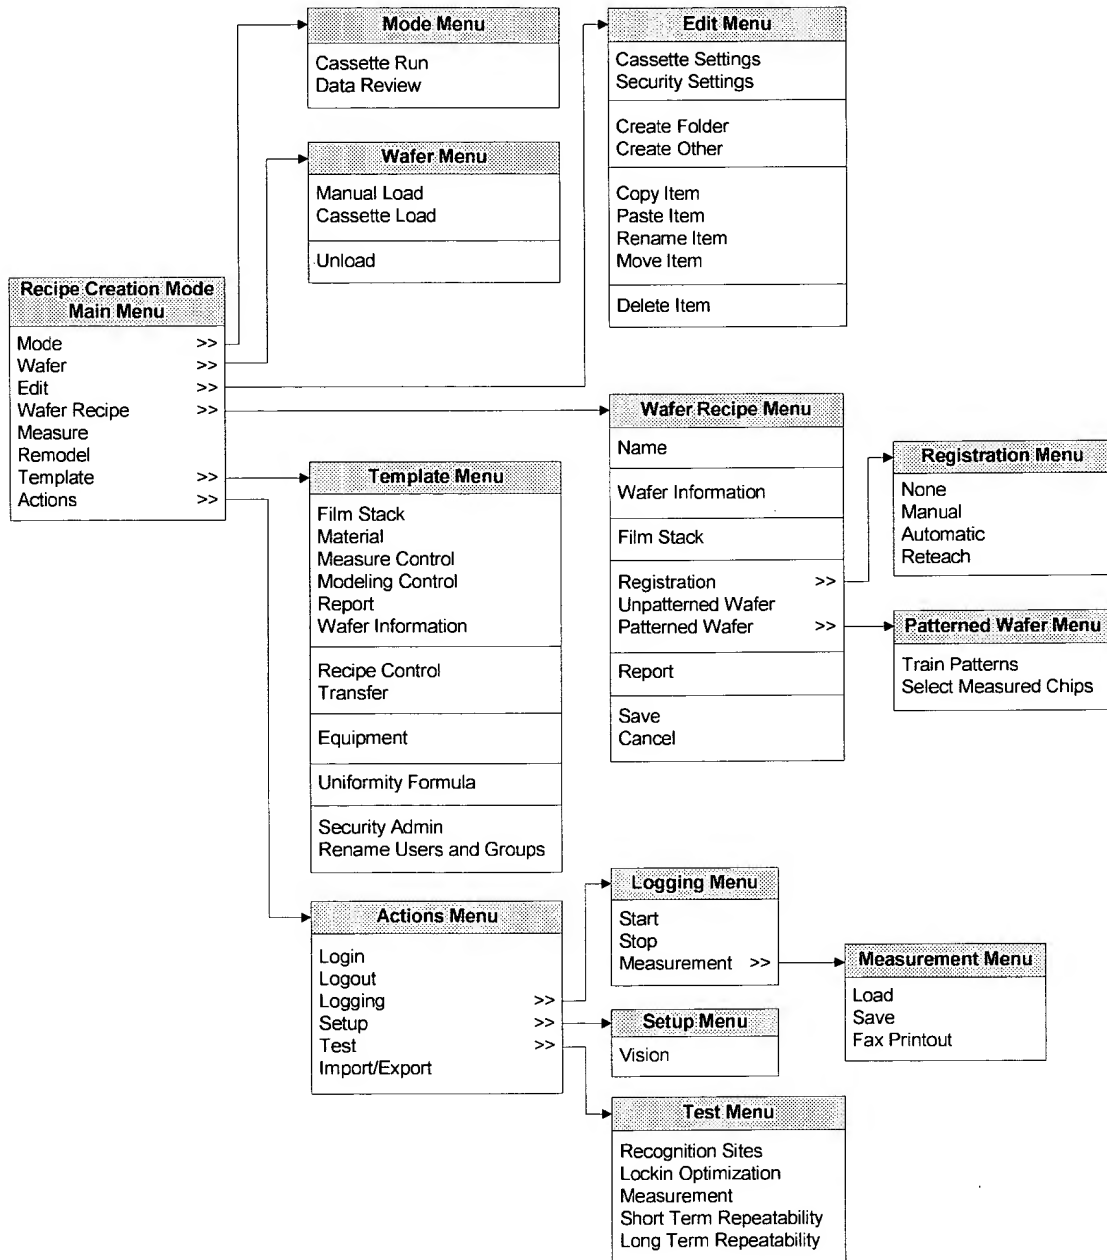 Mode Menu
Cassette Run
Data Review
Edit Menu
Cassette Settings
Security Settings
Create Folder
Create Other
Copy Item
Paste Item
Rename Item
Move Item
Delete Item
Wafer Menu
Manual Load
Cassette Load
Unload
Recipe Creation Mode
Main Menu
Mode >>
Wafer >>
Edit >>
Wafer Recipe >>
Measure
Remodel
Template >>
Actions >>
Wafer Recipe Menu
Name
Wafer Information
Film Stack
Registration >>
Unpatterned Wafer
Patterned Wafer >>
Report
Save
Cancel
Registration Menu
None
Manual
Automatic
Reteach
Patterned Wafer Menu
Train Patterns
Select Measured Chips
Template Menu
Film Stack
Material
Measure Control
Modeling Control
Report
Wafer Information
Recipe Control
Transfer
Equipment
Uniformity Formula
Security Admin
Rename Users and Groups
Actions Menu
Login
Logout
Logging >>
Setup >>
Test >>
Import/Export
Logging Menu
Start
Stop
Measurement >>
Measurement Menu
Load
Save
Fax Printout
Setup Menu
Vision
Test Menu
Recognition Sites
Lockin Optimization
Measurement
Short Term Repeatability
Long Term Repeatability